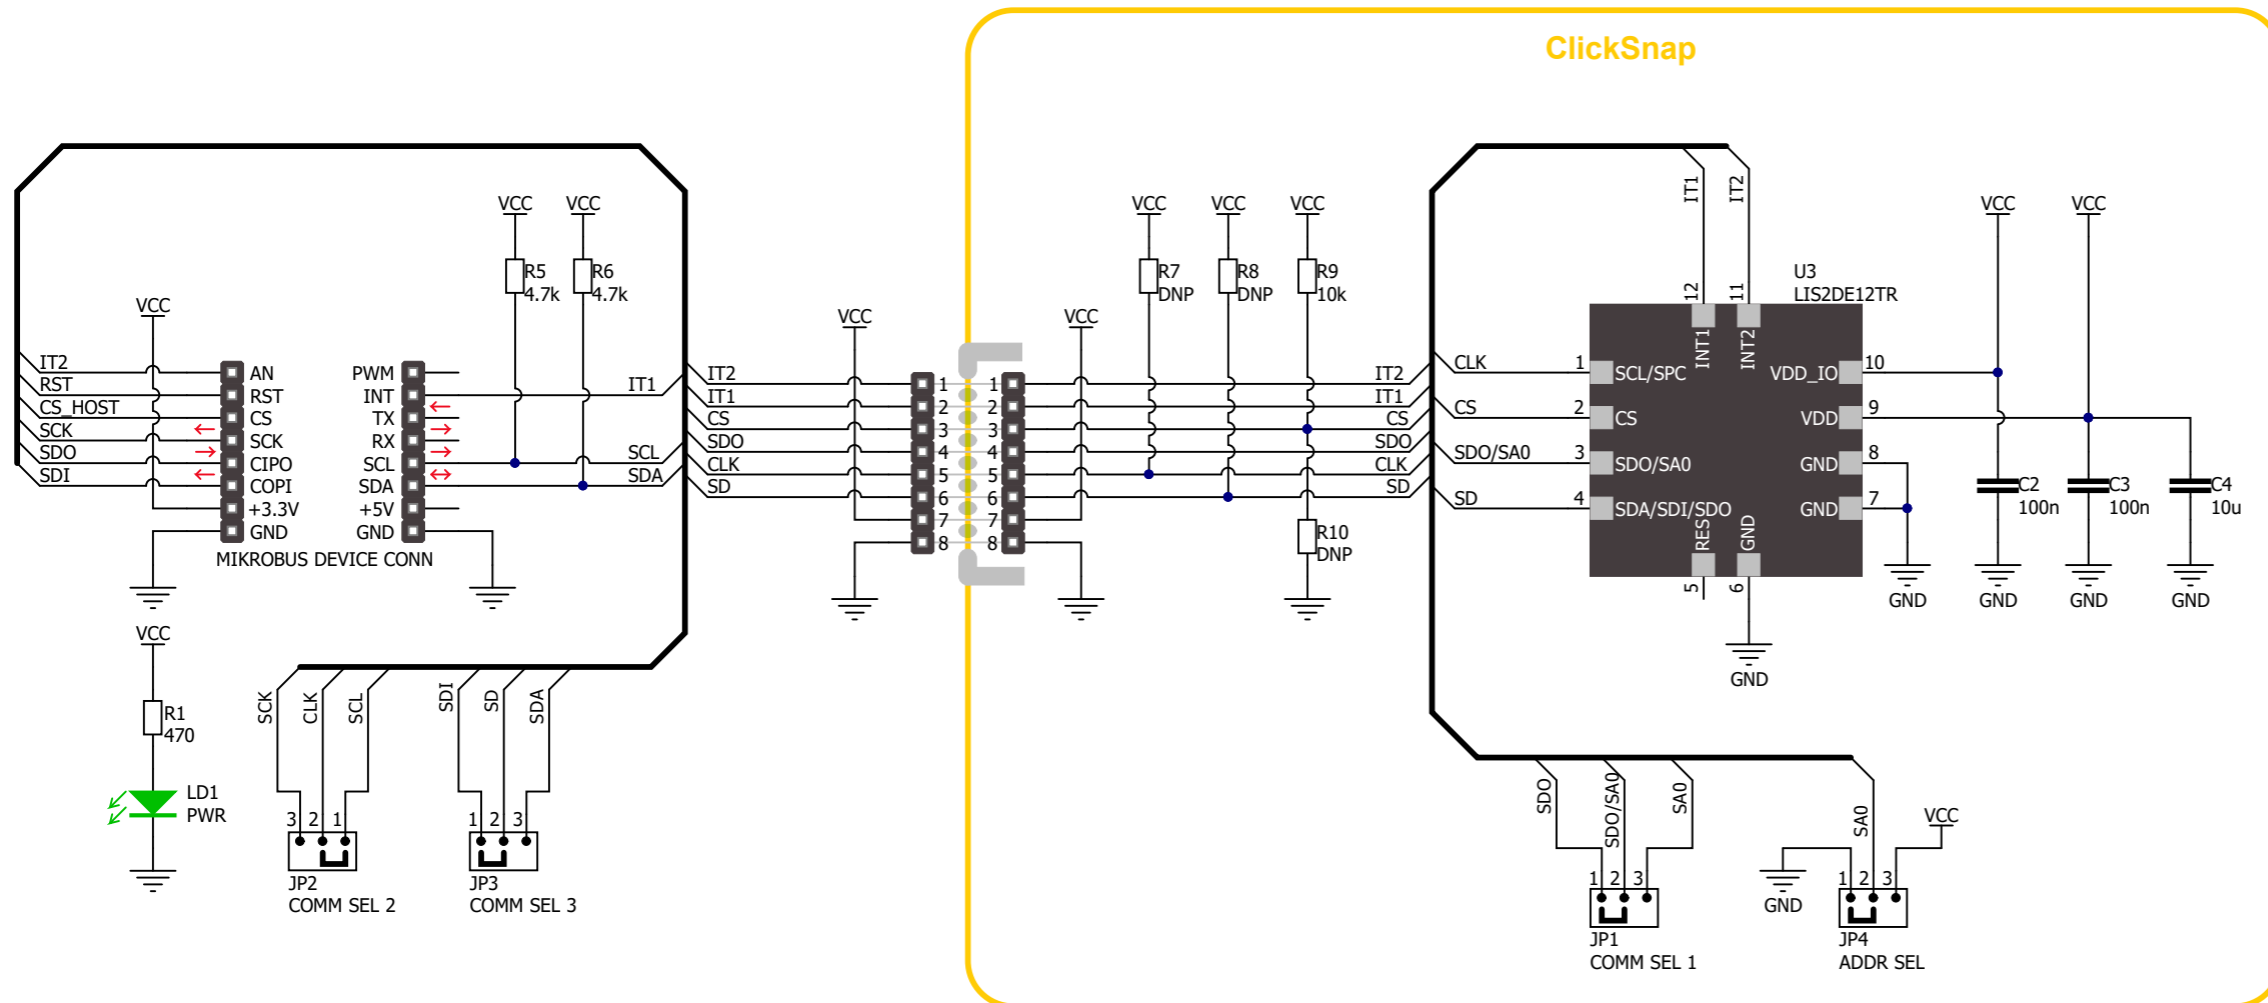 ClickSnap
VCC VCC
R5
4.7k
R6
4.7k
VCC
IT2
RST
CS_HOST
SCK
SDO
SDI
AN
RST
CS
SCK
CIPO
COPI
+3.3V
GND
PWM
INT
TX
RX
SCL
SDA
+5V
GND
MIKROBUS DEVICE CONN
IT1
SCL
SDA
IT2
IT1
CS
SDO
CLK
SD
VCC
1 1
2 2
3 3
4 4
5 5
6 6
7 7
8 8
VCC
VCC VCC VCC
R7
DNP
R8
DNP
R9
10k
R10
DNP
IT2
IT1
CS
SDO
CLK
SD
IT1
IT2
12
11
U3
LIS2DE12TR
CLK
CS
SDO/SA0
SD
1
2
3
4
SCL/SPC
CS
SDO/SA0
SDA/SDI/SDO
INT1
INT2
VDD_IO
VDD
GND
GND
RES
GND
10
9
8
7
5
6
GND
VCC VCC
C2
100n
C3
100n
C4
10u
GND GND GND GND
VCC
R1
470
LD1
PWR
SCK
CLK
SCL
3 2 1
JP2
COMM SEL 2
SDI
SD
SDA
1 2 3
JP3
COMM SEL 3
SDO
SDO/SA0
SA0
1 2 3
JP1
COMM SEL 1
GND
SA0
VCC
1 2 3
JP4
ADDR SEL